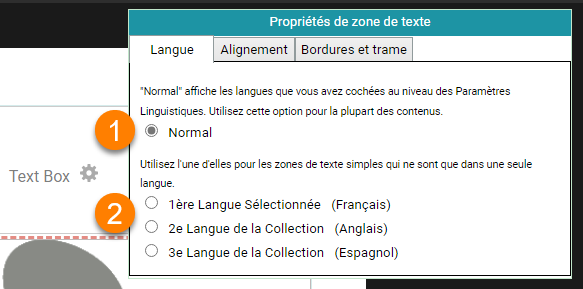 Propriétés de zone de texte
Langue Alignement Bordures et trame
"Normal" affiche les langues que vous avez cochées au niveau des Paramètres
Linguistiques. Utilisez cette option pour la plupart des contenus.
1 Normal
Utilisez l'une d'elles pour les zones de texte simples qui ne sont que dans une seule
langue.
Text Box
2 1ère Langue Sélectionnée (Français)
2e Langue de la Collection (Anglais)
3e Langue de la Collection (Espagnol)